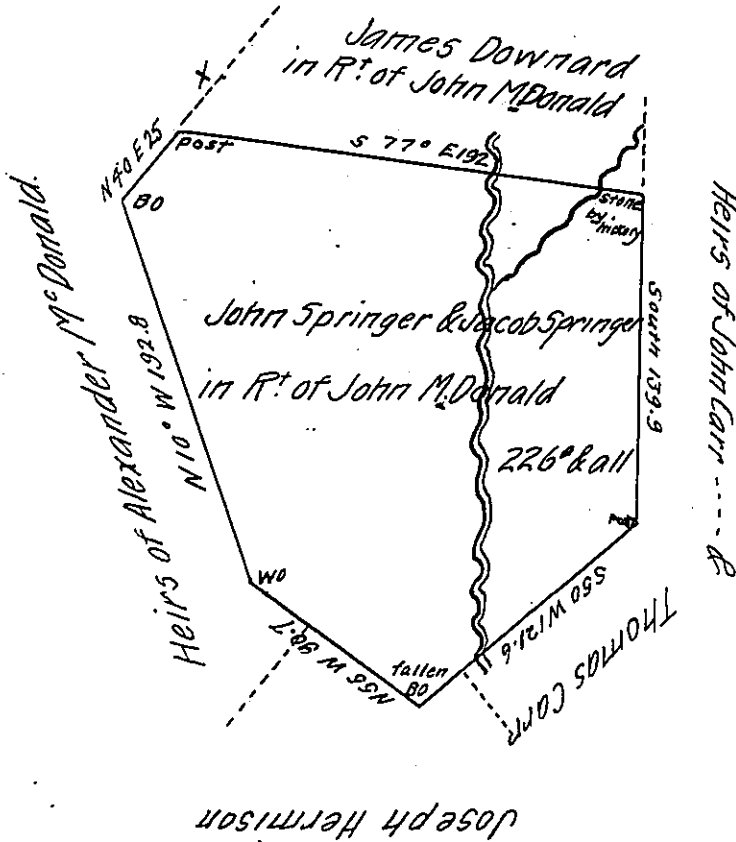 James Downard
in Rt of John McDonald
X
N40 E25
post
S 77° E192
BO
stone
by hickory
Heirs of John Carr ---- &
Thomas Carr
South 139.9
John Springer & Jacob Springer
in Rt of John McDonald
226a & all
Heirs of Alexander McDonald.
N10° W 192.8
post
S50 W121.6
WO
N56 W 90.7
fallen
BO
Joseph Hermison